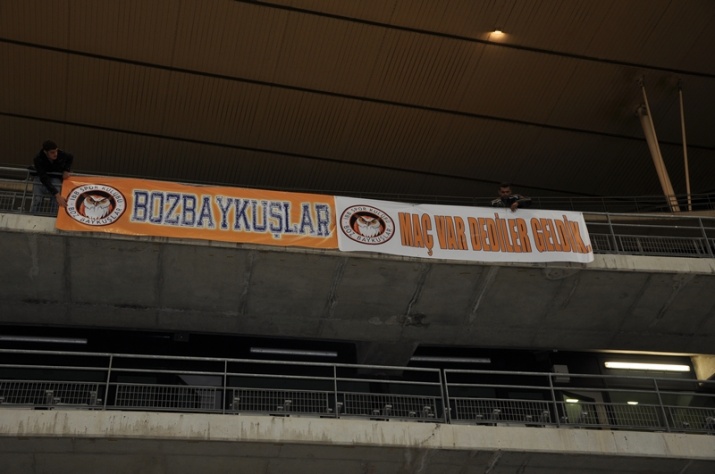 BOZBAYKUŞLAR
MAÇ VAR DEDİLER GELDİK..